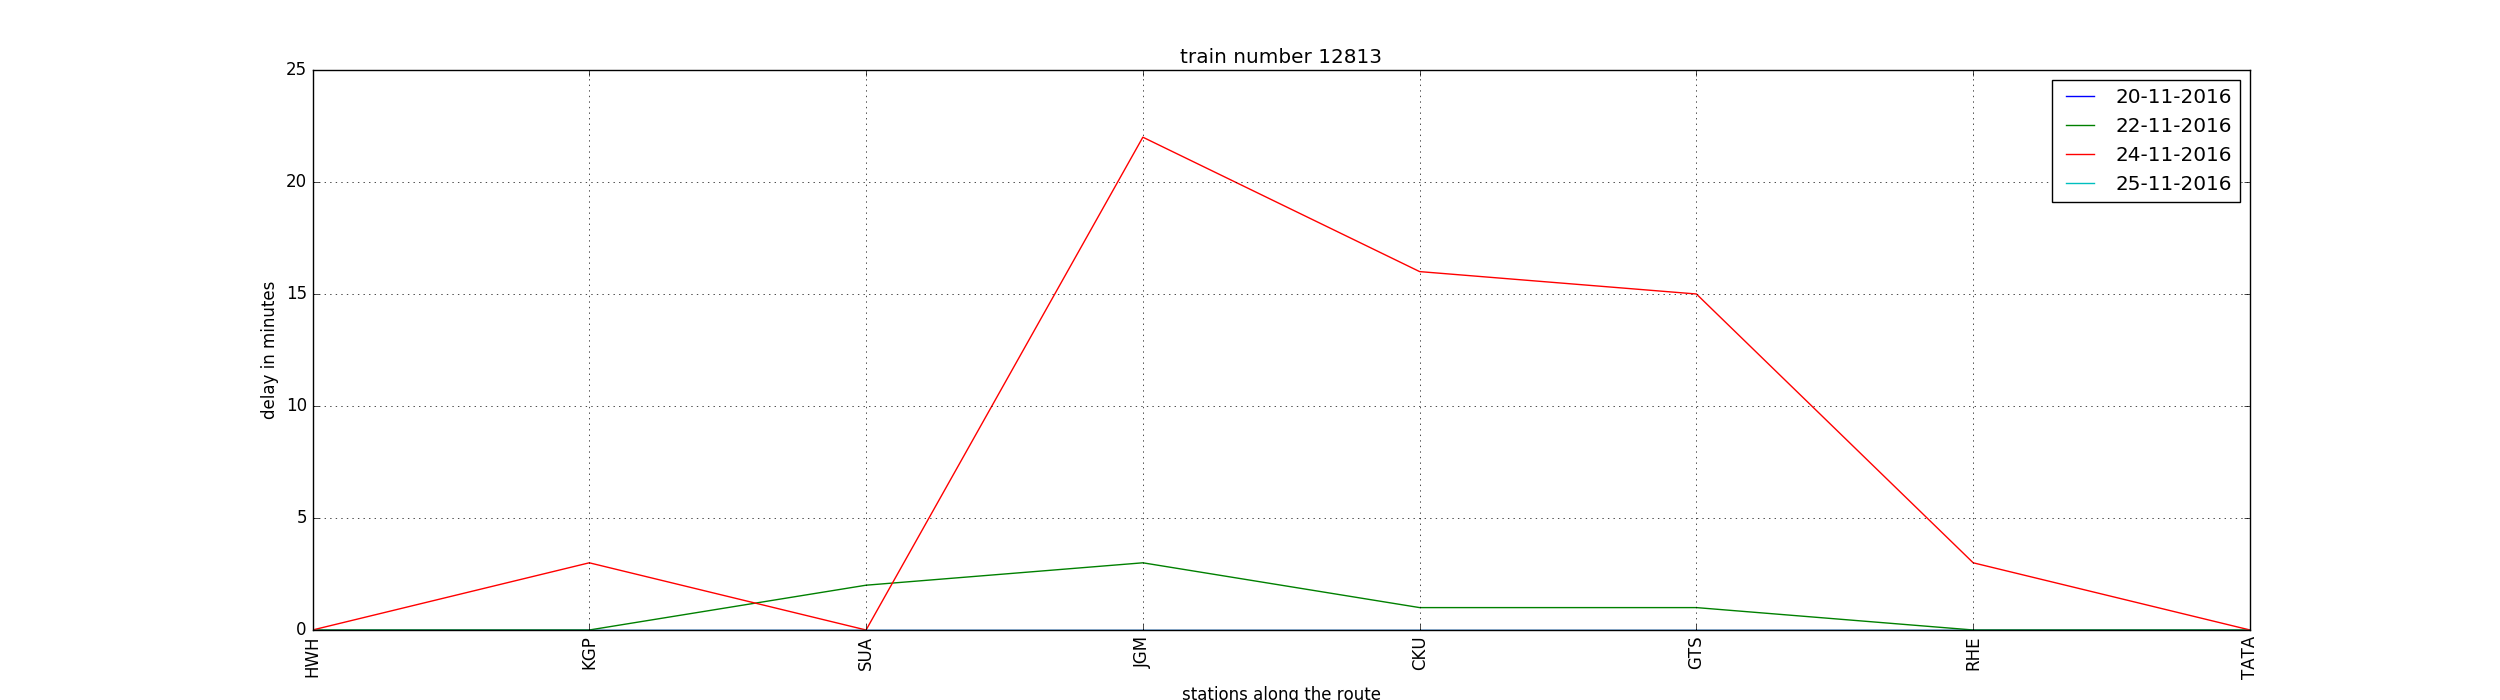 train number 12813
25
20
15
10
5
0
delay in minutes
20-11-2016
22-11-2016
24-11-2016
25-11-2016
HWH
KGP
SUA
JGM
CKU
GTS
RHE
TATA
stations along the route